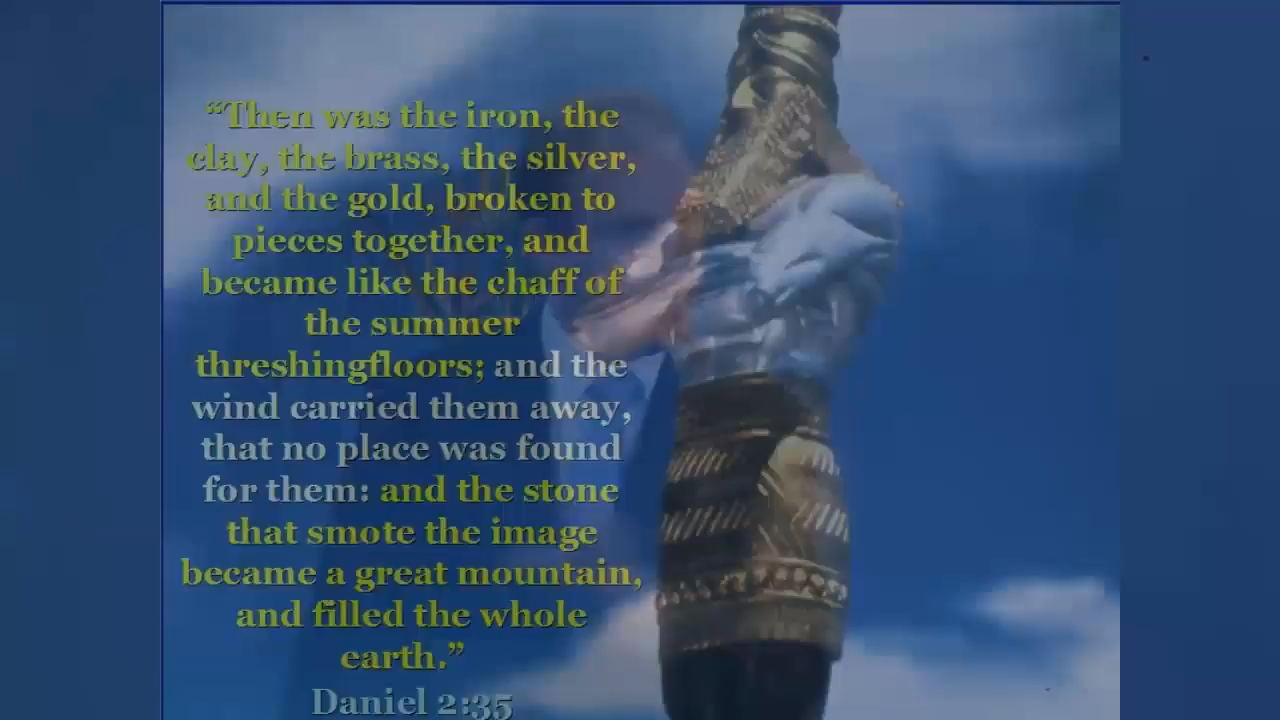 “Then was the iron, the
clay, the brass, the silver,
and the gold, broken to
pieces together, and
became like the chaff of
the summer
threshingfloors; and the
wind carried them away,
that no place was found
for them: and the stone
that smote the image
became a great mountain,
and filled the whole
earth.”
Daniel 2:35